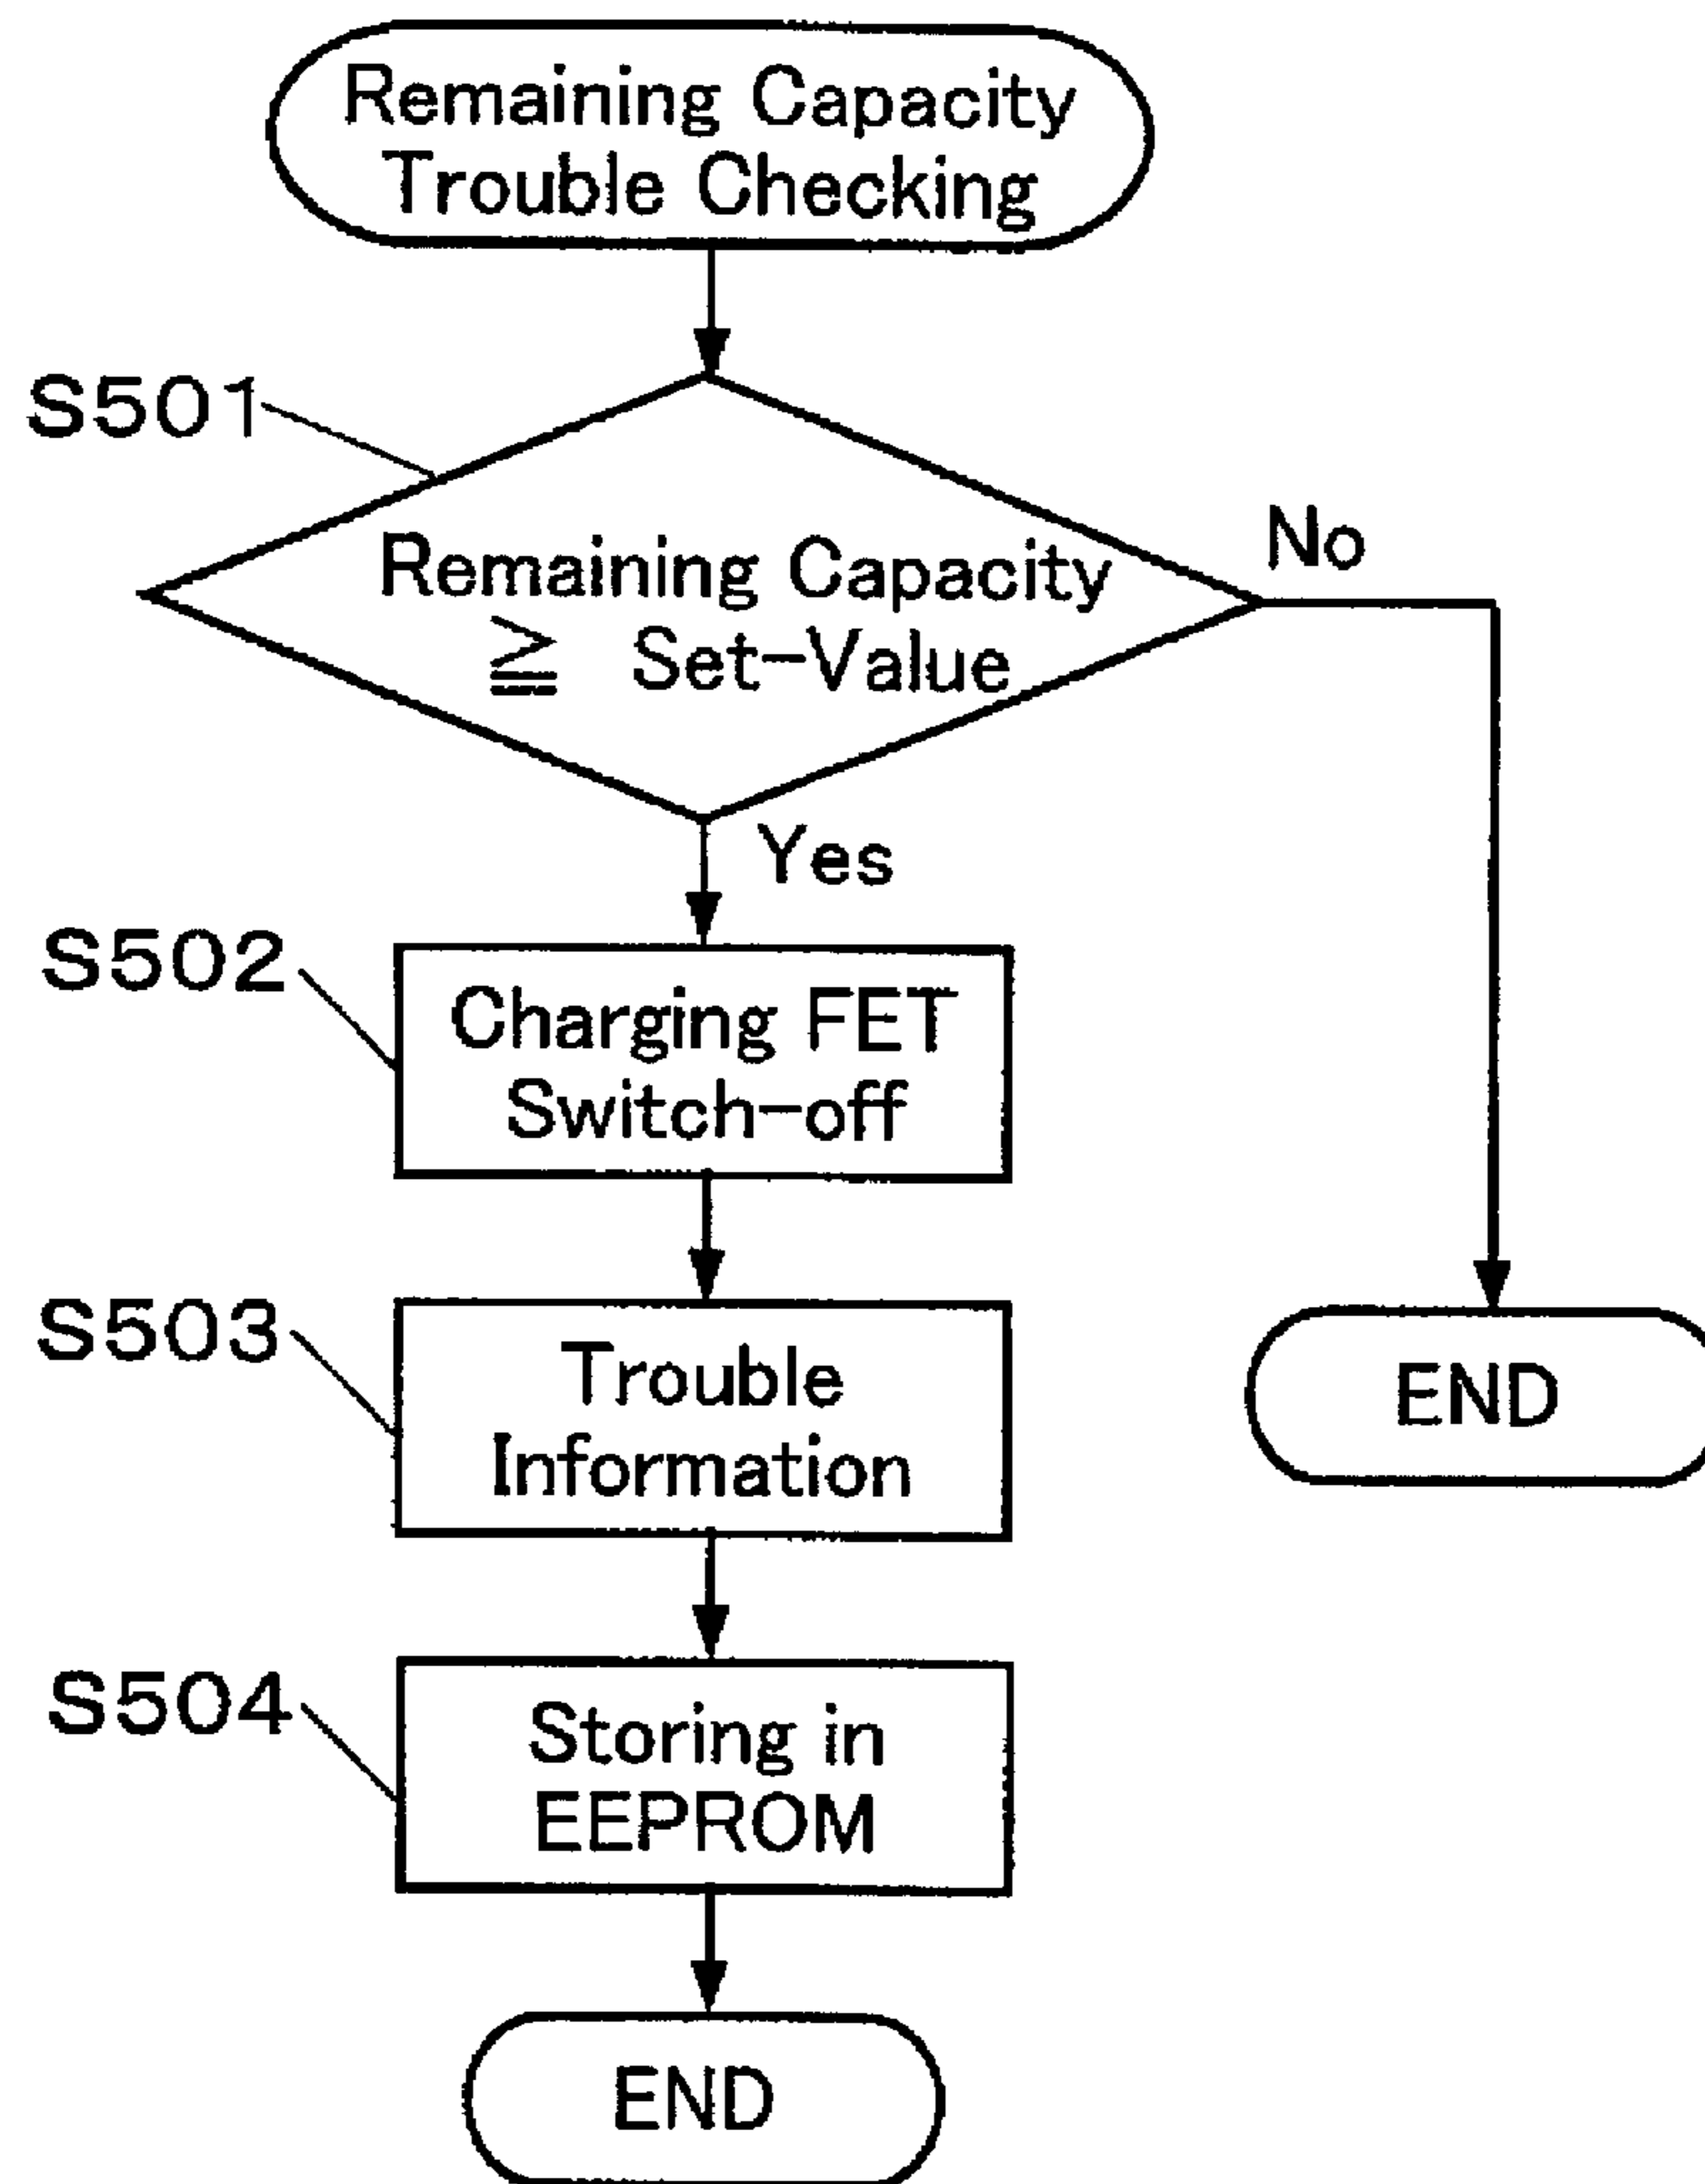 Remaining Capacity
Trouble Checking
S501
Remaining Capacity
≧ Set-Value
No
Yes
S502
Charging FET
Switch-off
S503
Trouble
Information
END
S504
Storing in
EEPROM
END